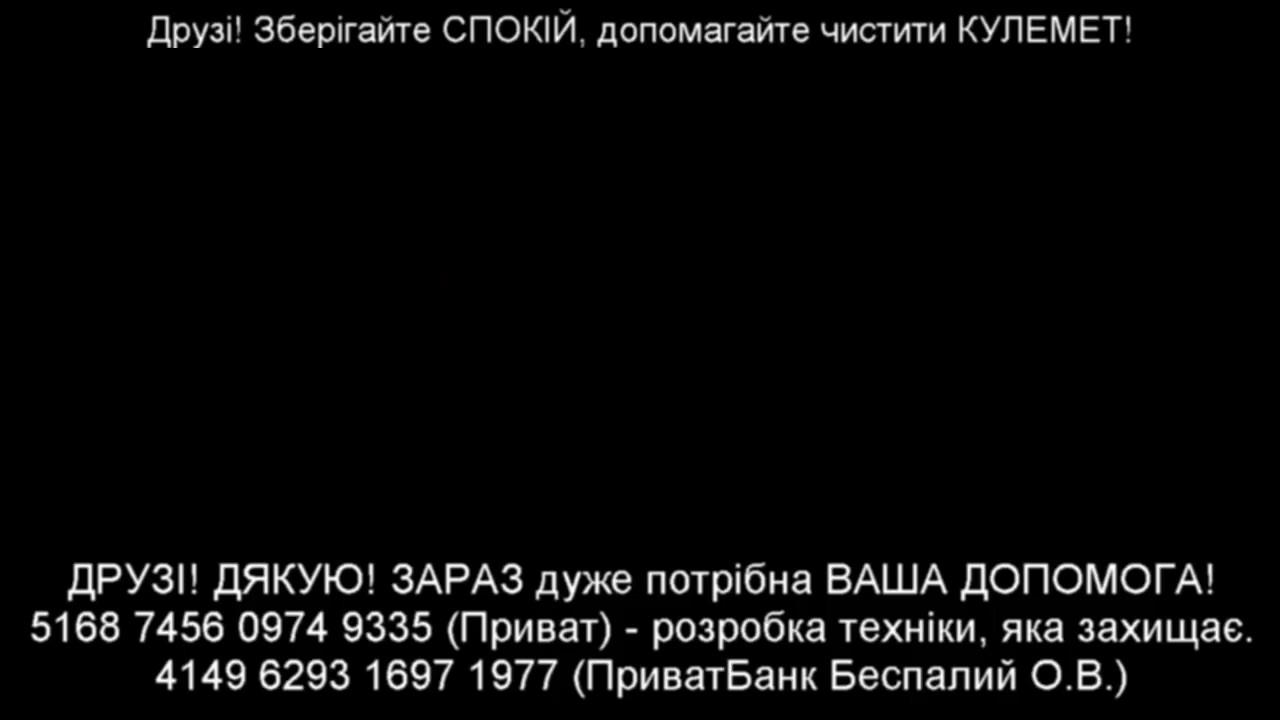 Друзі! Зберігайте СПОКІЙ, допомагайте чистити КУЛЕМЕТ!
ДРУЗІ! ДЯКУЮ! ЗАРАЗ дуже потрібна ВАША ДОПОМОГА!
5168 7456 0974 9335 (Приват) - розробка техніки, яка захищає.
4149 6293 1697 1977 (ПриватБанк Беспалий О.В.)